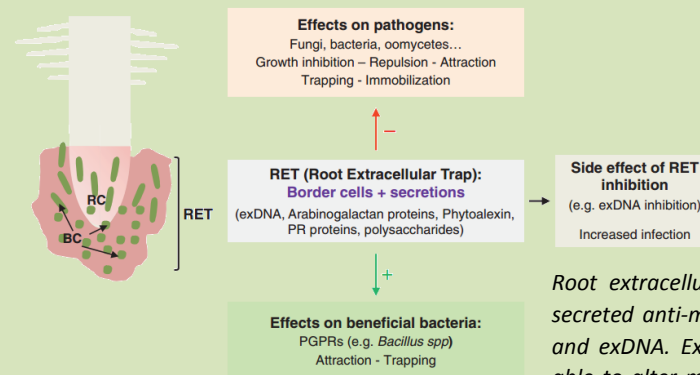 Effects on pathogens:
Fungi, bacteria, oomycetes…
Growth inhibition – Repulsion - Attraction
Trapping - Immobilization
–
RC
BC
RET
RET (Root Extracellular Trap):
Border cells + secretions
(exDNA, Arabinogalactan proteins, Phytoalexin,
PR proteins, polysaccharides)
Side effect of RET
inhibition
(e.g. exDNA inhibition)
Increased infection
+
Effects on beneficial bacteria:
PGPRs (e.g. Bacillus spp)
Attraction - Trapping
Root extracellu
secreted anti-m
and exDNA. Ex